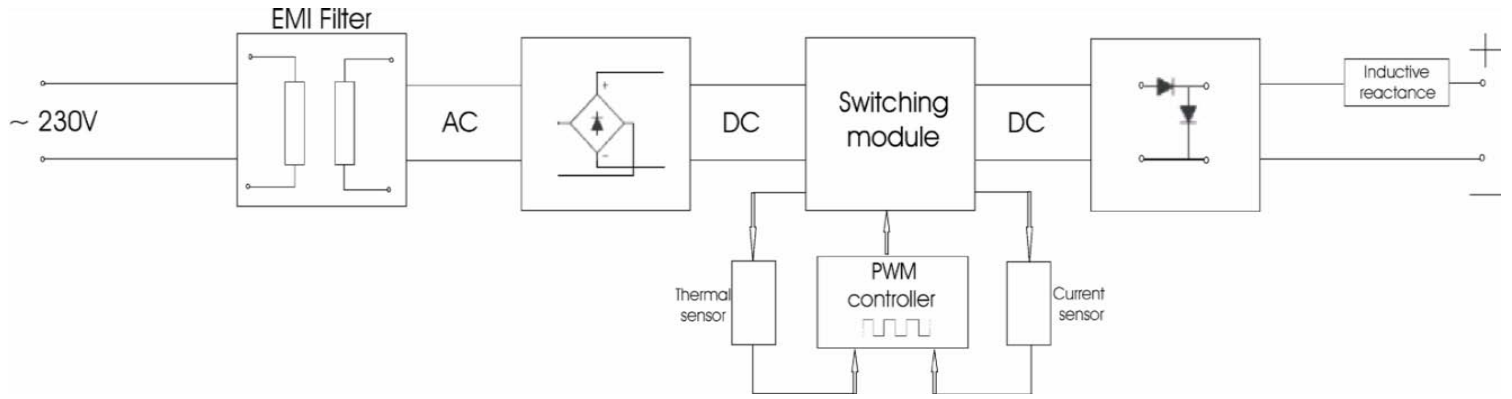 EMI Filter
~ 230V
AC
+
−
DC
Switching
module
DC
Inductive
reactance
+
−
Thermal
sensor
PWM
controller
Current
sensor